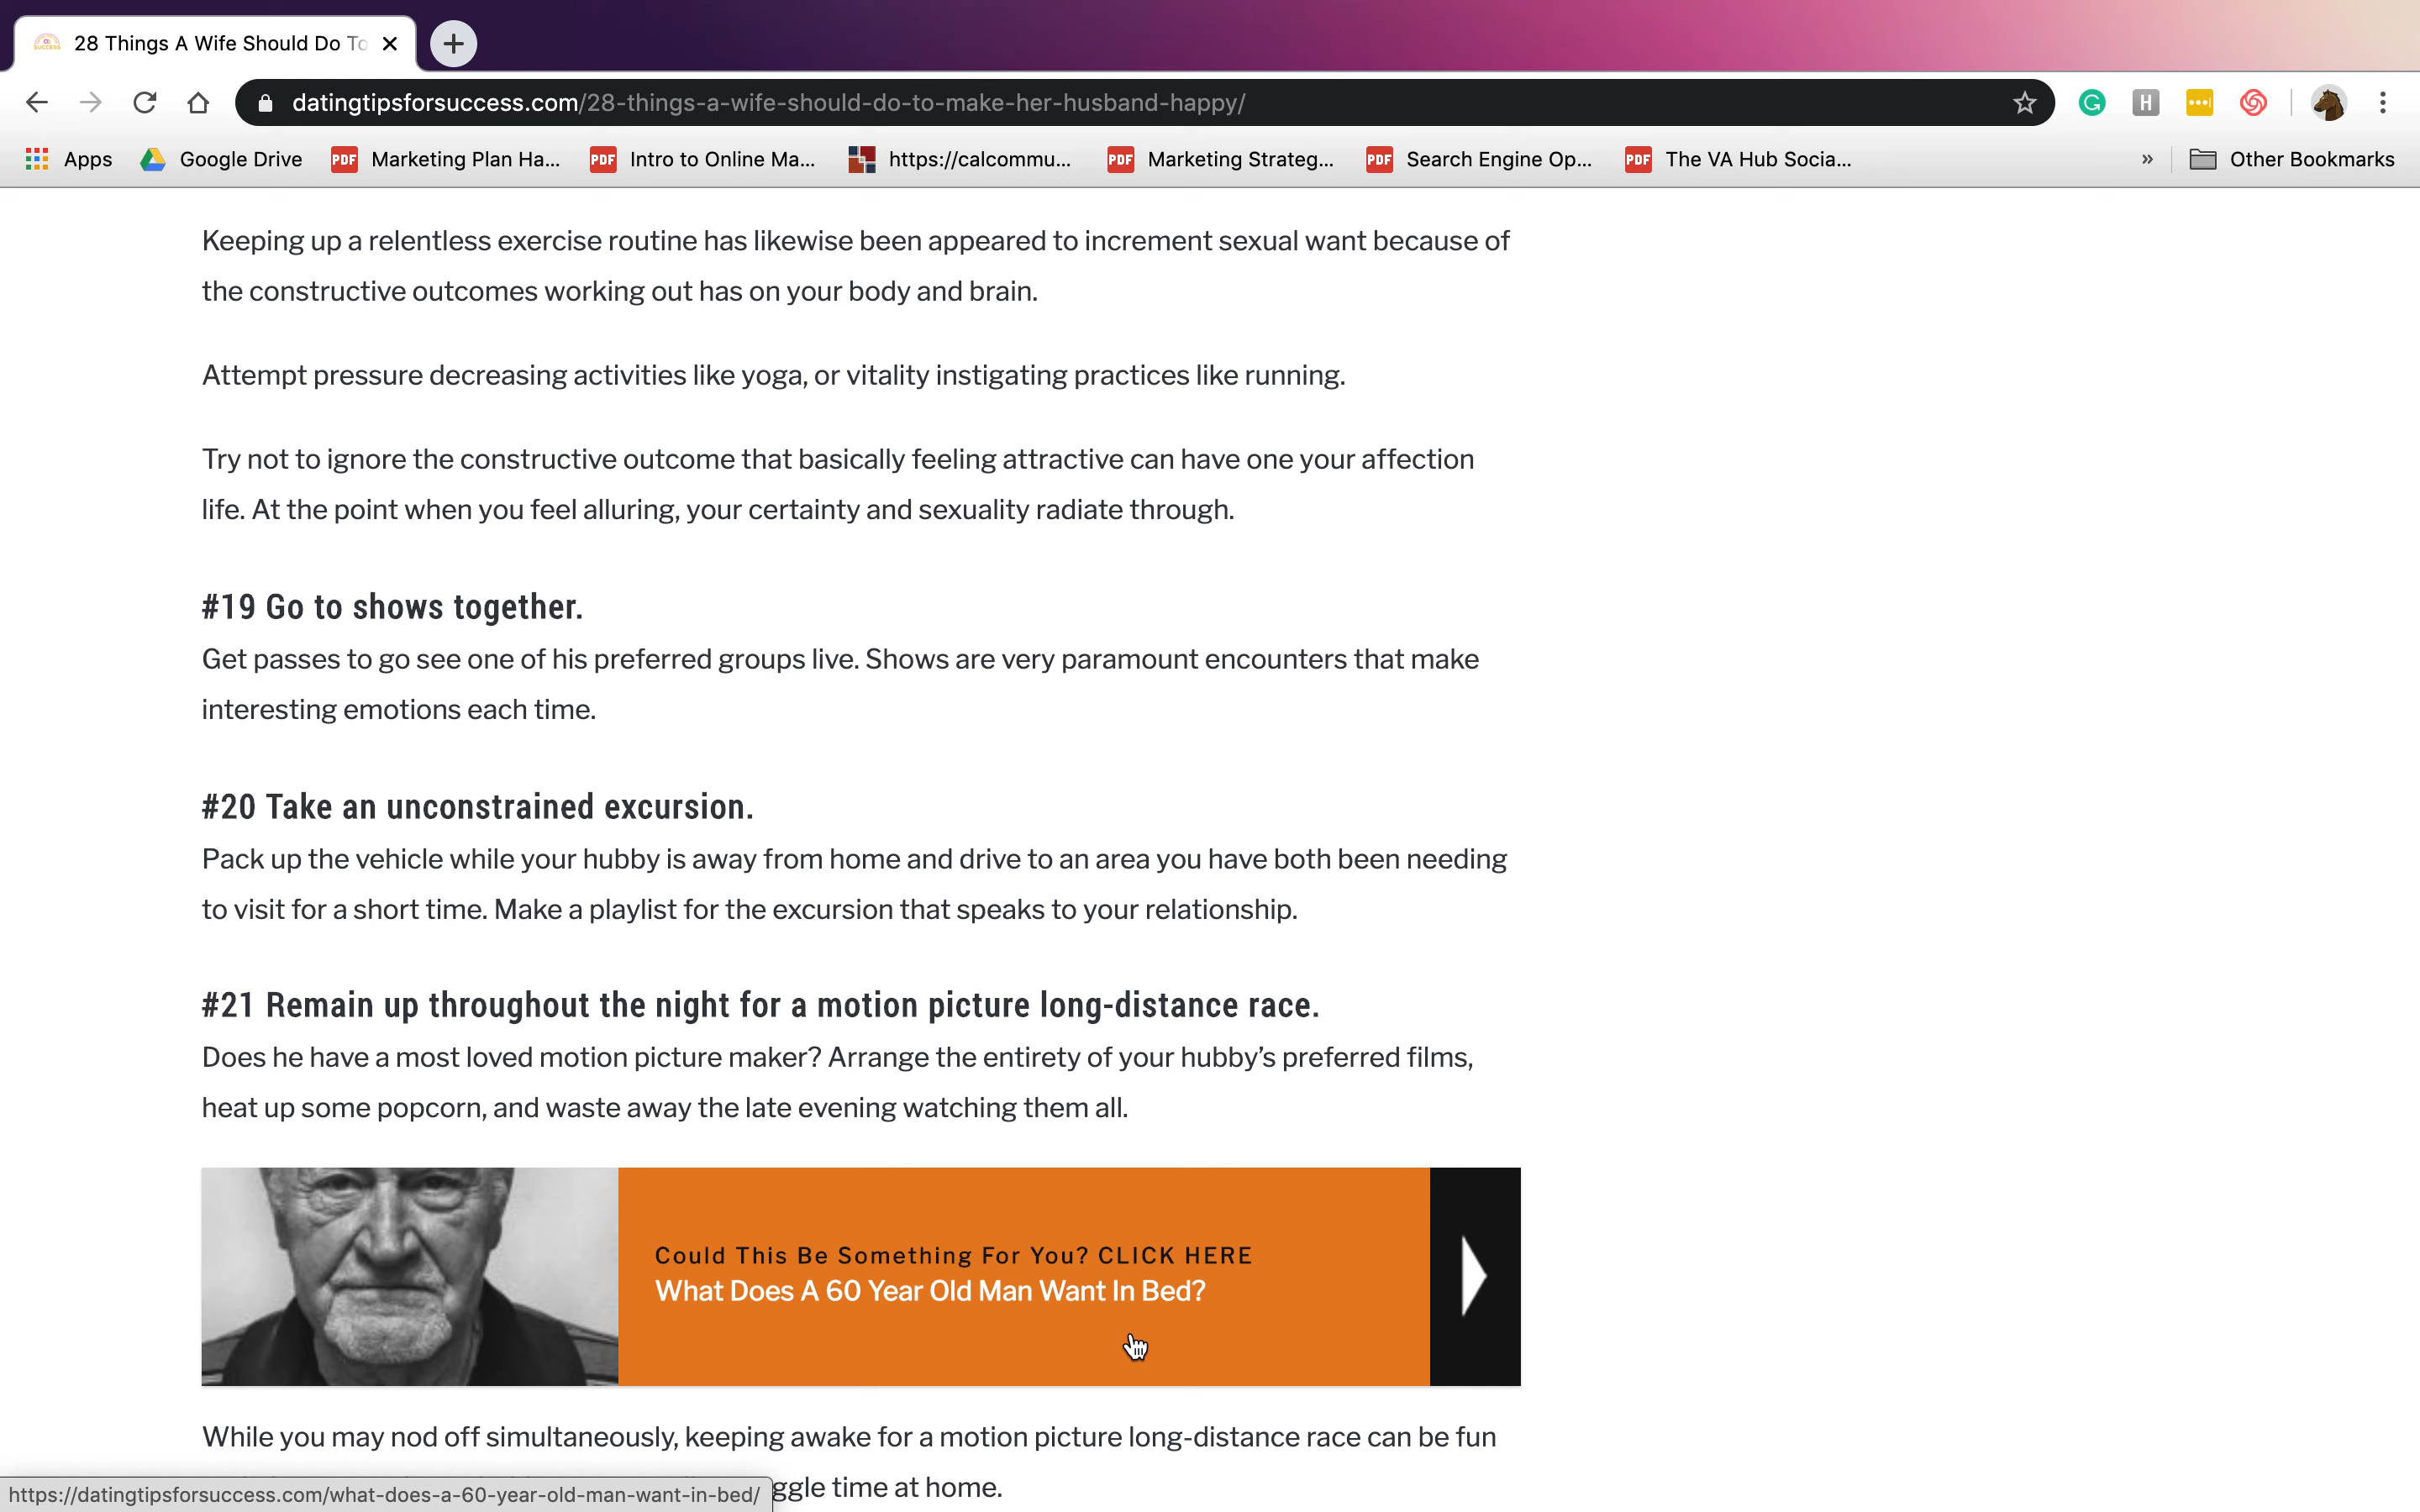 28 Things A Wife Should Do To
datingtipsforsuccess.com/28-things-a-wife-should-do-to-make-her-husband-happy/
Apps Google Drive PDF Marketing Plan Ha... PDF Intro to Online Ma... https://calcommu... PDF Marketing Strateg... PDF Search Engine Op... PDF The VA Hub Socia... » Other Bookmarks
Keeping up a relentless exercise routine has likewise been appeared to increment sexual want because of
the constructive outcomes working out has on your body and brain.
Attempt pressure decreasing activities like yoga, or vitality instigating practices like running.
Try not to ignore the constructive outcome that basically feeling attractive can have one your affection
life. At the point when you feel alluring, your certainty and sexuality radiate through.
#19 Go to shows together.
Get passes to go see one of his preferred groups live. Shows are very paramount encounters that make
interesting emotions each time.
#20 Take an unconstrained excursion.
Pack up the vehicle while your hubby is away from home and drive to an area you have both been needing
to visit for a short time. Make a playlist for the excursion that speaks to your relationship.
#21 Remain up throughout the night for a motion picture long-distance race.
Does he have a most loved motion picture maker? Arrange the entirety of your hubby’s preferred films,
heat up some popcorn, and waste away the late evening watching them all.
Could This Be Something For You? CLICK HERE
What Does A 60 Year Old Man Want In Bed?
While you may nod off simultaneously, keeping awake for a motion picture long-distance race can be fun
ggle time at home.
https://datingtipsforsuccess.com/what-does-a-60-year-old-man-want-in-bed/